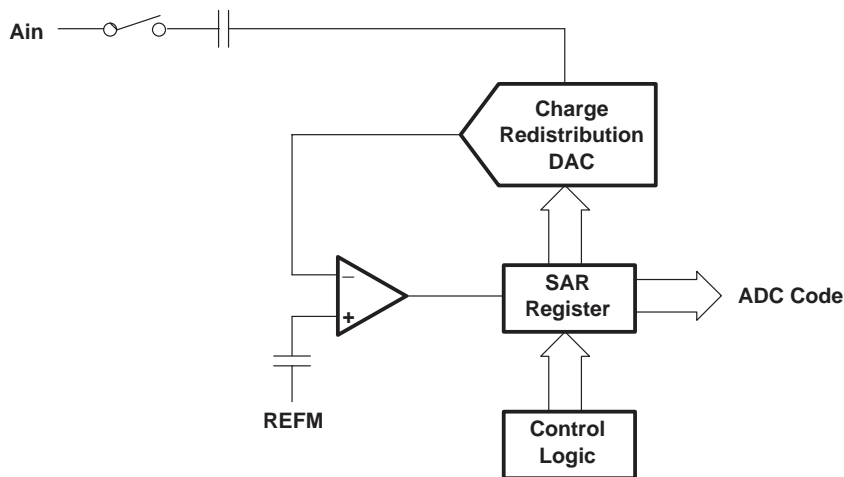 Ain
Charge
Redistribution
DAC
−
+
SAR
Register
ADC Code
REFM
Control
Logic